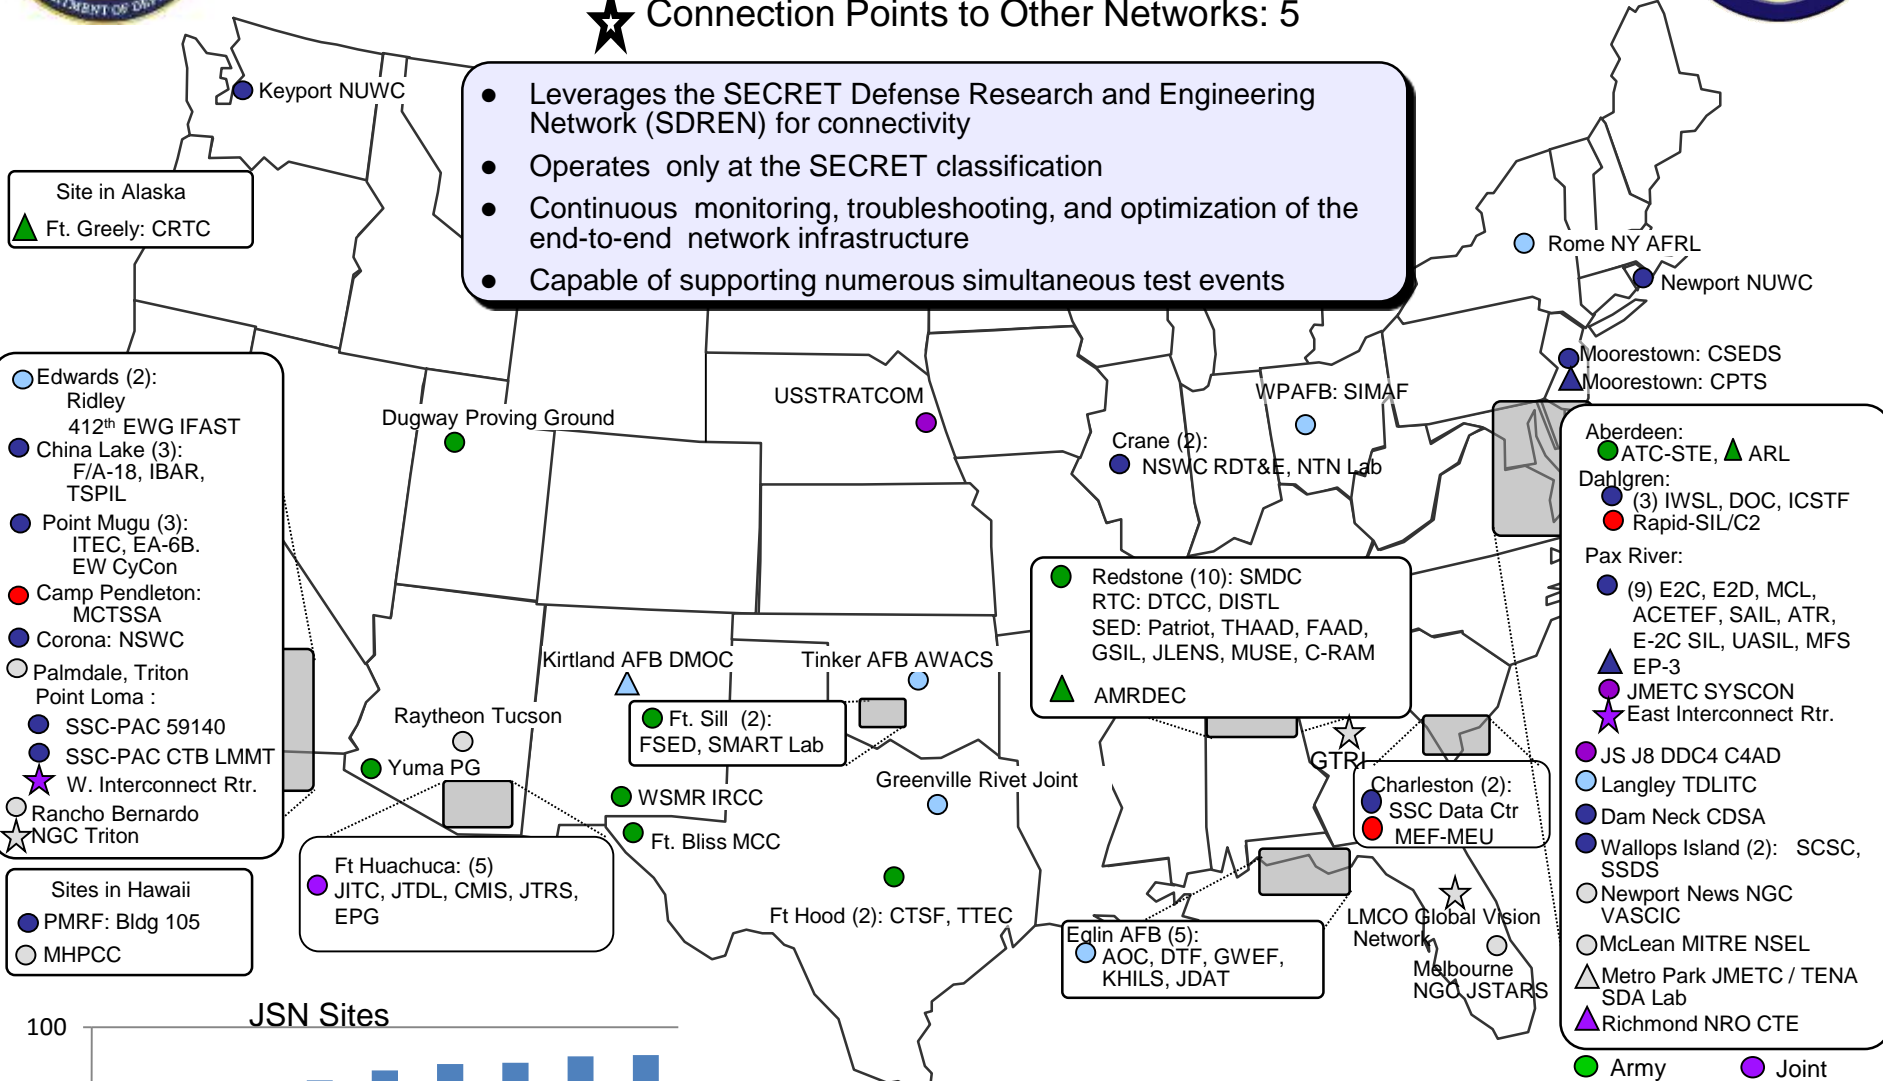 Connection Points to Other Networks: 5
● Leverages the SECRET Defense Research and Engineering
Network (SDREN) for connectivity
● Operates only at the SECRET classification
● Continuous monitoring, troubleshooting, and optimization of the
end-to-end network infrastructure
● Capable of supporting numerous simultaneous test events
Keyport NUWC
Site in Alaska
Ft. Greely: CRTC
Rome NY AFRL
Newport NUWC
Moorestown: CSEDS
Moorestown: CPTS
Edwards (2):
Ridley
412th EWG IFAST
China Lake (3):
F/A-18, IBAR,
TSPIL
Point Mugu (3):
ITEC, EA-6B.
EW CyCon
Camp Pendleton:
MCTSSA
Corona: NSWC
Palmdale, Triton
Point Loma :
SSC-PAC 59140
SSC-PAC CTB LMMT
W. Interconnect Rtr.
Rancho Bernardo
NGC Triton
Sites in Hawaii
PMRF: Bldg 105
MHPCC
Dugway Proving Ground
USSTRATCOM
WPAFB: SIMAF
Crane (2):
NSWC RDT&E, NTN Lab
Redstone (10): SMDC
RTC: DTCC, DISTL
SED: Patriot, THAAD, FAAD,
GSIL, JLENS, MUSE, C-RAM
AMRDEC
Kirtland AFB DMOC
Tinker AFB AWACS
Ft. Sill (2):
FSED, SMART Lab
Raytheon Tucson
Yuma PG
WSMR IRCC
Ft. Bliss MCC
Greenville Rivet Joint
Ft Huachuca: (5)
JITC, JTDL, CMIS, JTRS,
EPG
Ft Hood (2): CTSF, TTEC
GTRI
Charleston (2):
SSC Data Ctr
MEF-MEU
Eglin AFB (5):
AOC, DTF, GWEF,
KHILS, JDAT
LMCO Global Vision
Network
Melbourne
NGC JSTARS
Aberdeen:
ATC-STE, ARL
Dahlgren:
(3) IWSL, DOC, ICSTF
Rapid-SIL/C2
Pax River:
(9) E2C, E2D, MCL,
ACETEF, SAIL, ATR,
E-2C SIL, UASIL, MFS
EP-3
JMETC SYSCON
East Interconnect Rtr.
JS J8 DDC4 C4AD
Langley TDLITC
Dam Neck CDSA
Wallops Island (2): SCSC,
SSDS
Newport News NGC
VASCIC
McLean MITRE NSEL
Metro Park JMETC / TENA
SDA Lab
Richmond NRO CTE
Army
Joint
JSN Sites
100